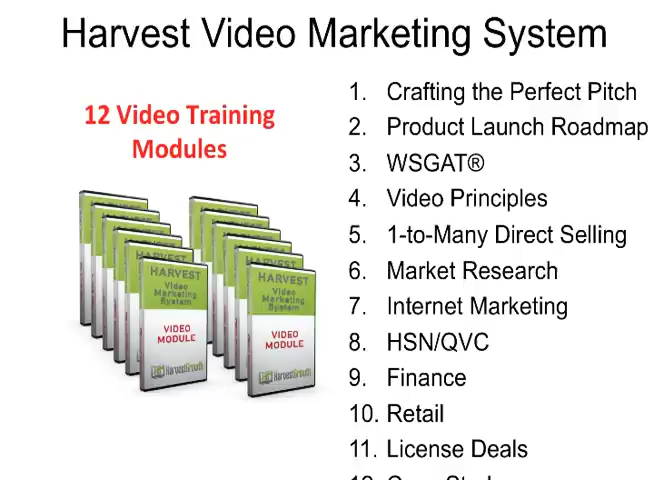 Harvest Video Marketing System
12 Video Training
Modules
HARVEST
Video
Marketing
System
VIDEO
MODULE
HarvestGrowth
HARVEST
Video
Marketing
System
VIDEO
MODULE
HarvestGrowth
1. Crafting the Perfect Pitch
2. Product Launch Roadmap
3. WSGAT®
4. Video Principles
5. 1-to-Many Direct Selling
6. Market Research
7. Internet Marketing
8. HSN/QVC
9. Finance
10. Retail
11. License Deals